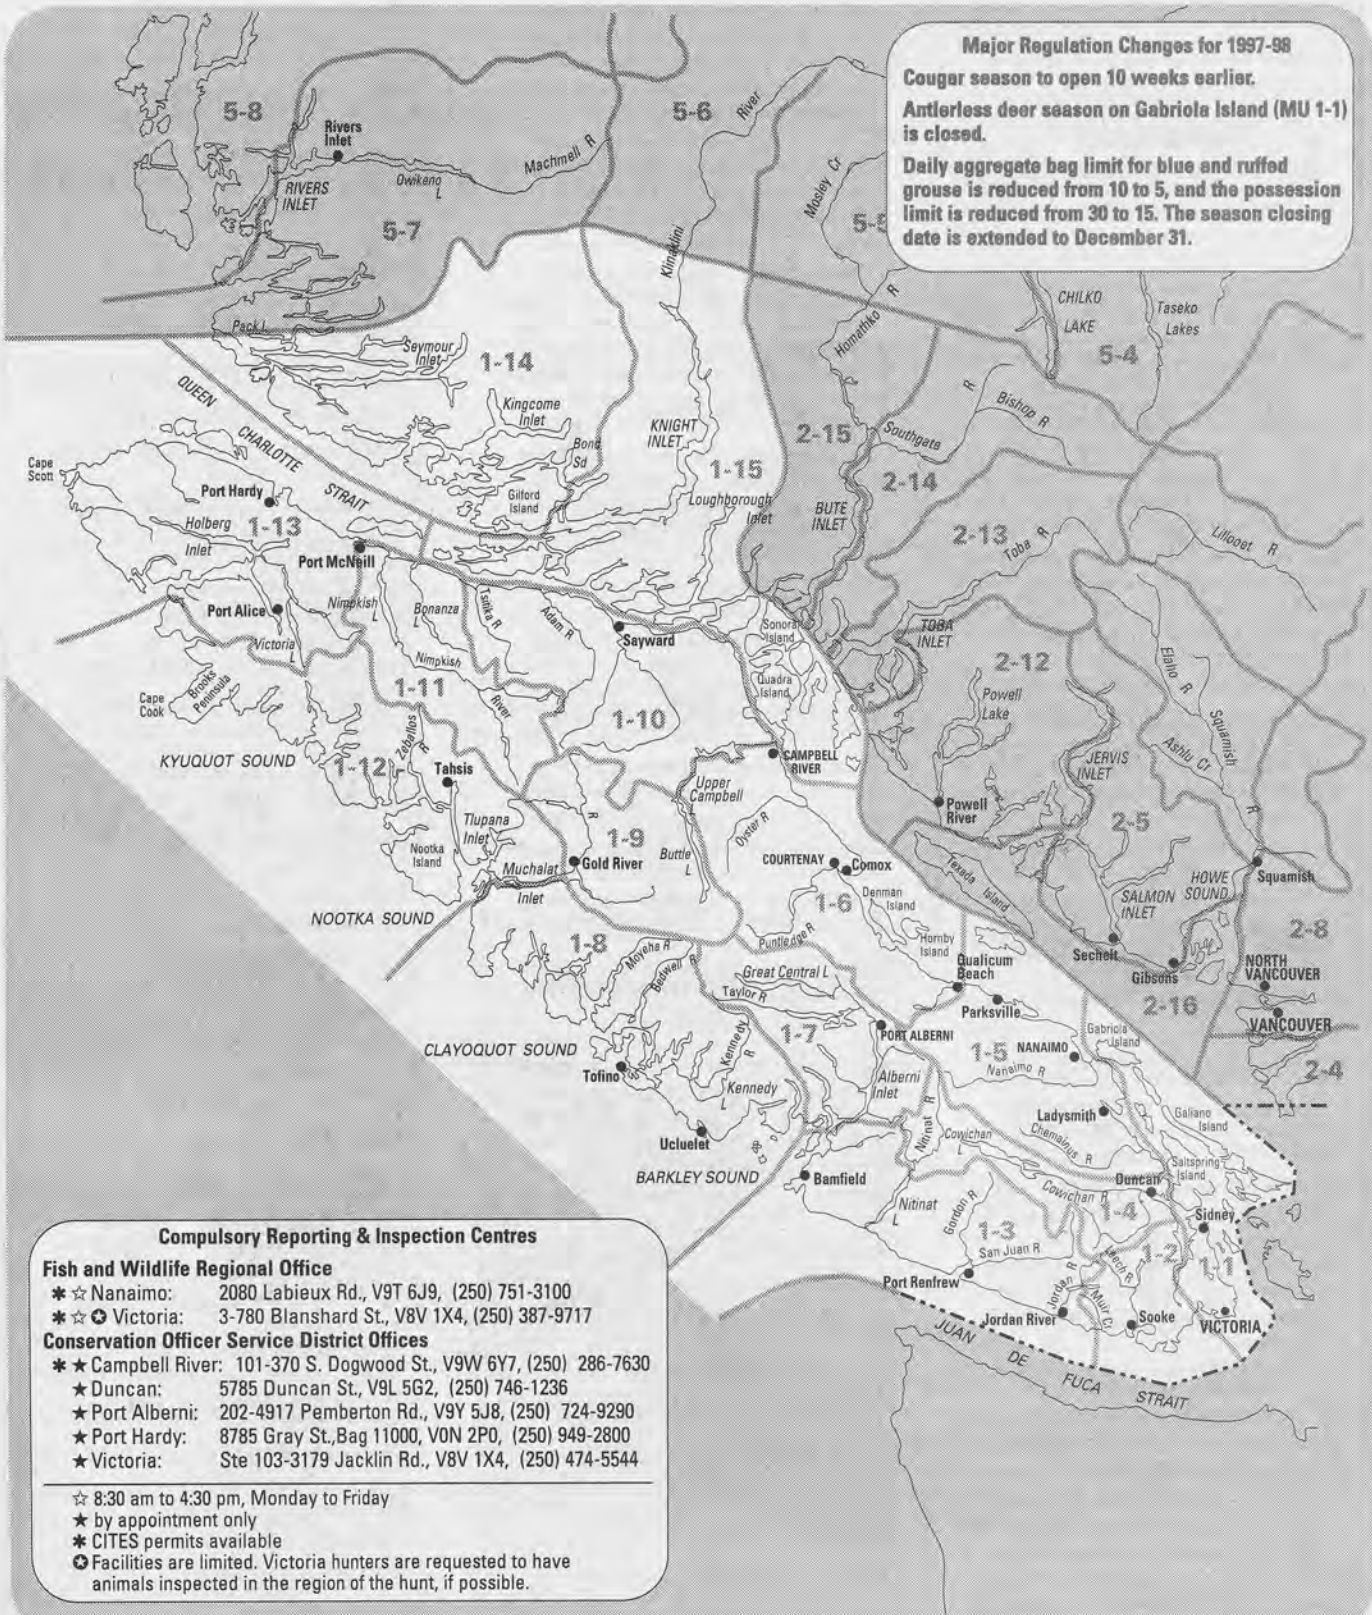 Major Regulation Changes for 1997-98
Cougar season to open 10 weeks earlier.
Antlerless deer season on Gabriola Island (MU 1-1)
is closed.
Daily aggregate bag limit for blue and ruffed
grouse is reduced from 10 to 5, and the possession
limit is reduced from 30 to 15. The season closing
date is extended to December 31.
5-8
Rivers
Inlet
RIVERS
INLET
Owikeno
L
Machmell R
5-7
5-6
River
Klinaklini
Mosley Cr
Homathko R
CHILKO
LAKE
Taseko
Lakes
5-4
Pack L
Seymour
Inlet
1-14
Kingcome
Inlet
Bond
Sd
Gilford
Island
KNIGHT
INLET
1-15
Loughborough
Inlet
2-15
Southgate
R
Bishop R
2-14
BUTE
INLET
2-13
Toba R
Lillooet R
QUEEN
CHARLOTTE
STRAIT
Cape
Scott
Port Hardy
1-13
Holberg
Inlet
Port McNeill
Port Alice
Victoria
L
Nimpkish
L
Bonanza
L
Tsitika R
Adam R
Sayward
Sonora
Island
Quadra
Island
TOBA
INLET
2-12
Powell
Lake
Elaho R
Squamish
R
Ashlu Cr
JERVIS
INLET
Brooks
Peninsula
Cape
Cook
Nimpkish
River
1-11
1-10
KYUQUOT SOUND
1-12
Zeballos
R
Tahsis
CAMPBELL
RIVER
Upper
Campbell
Powell
River
2-5
Tlupana
Inlet
Nootka
Island
Muchalat
Inlet
R
Gold River
1-9
Buttle
L
Oyster R
COURTENAY
Comox
Denman
Island
1-6
Texada
Island
SALMON
INLET
HOWE
SOUND
Squamish
NOOTKA SOUND
1-8
Moyeha R
Bedwell R
Puntledge R
Hornby
Island
Qualicum
Beach
Sechelt
Gibsons
2-8
NORTH
VANCOUVER
Great Central L
Taylor R
Parksville
2-16
VANCOUVER
1-7
PORT ALBERNI
1-5
NANAIMO
Gabriola
Island
Nanaimo R
2-4
CLAYOQUOT SOUND
Tofino
Kennedy
R
Kennedy
L
Alberni
Inlet
Ucluelet
Ladysmith
Galiano
Island
Nitinat R
Cowichan
L
Chemainus R
Saltspring
Island
BARKLEY SOUND
Bamfield
Duncan
Cowichan R
1-4
Sidney
Nitinat
L
Gordon R
1-3
San Juan R
1-2
1-1
Leech R
Port Renfrew
Jordan R
Muir Cr
Jordan River
Sooke
VICTORIA
JUAN
DE
FUCA
STRAIT
Compulsory Reporting & Inspection Centres
Fish and Wildlife Regional Office
✱ ☆ Nanaimo: 2080 Labieux Rd., V9T 6J9, (250) 751-3100
✱ ☆ ✪ Victoria: 3-780 Blanshard St., V8V 1X4, (250) 387-9717
Conservation Officer Service District Offices
✱ ★ Campbell River: 101-370 S. Dogwood St., V9W 6Y7, (250) 286-7630
★ Duncan: 5785 Duncan St., V9L 5G2, (250) 746-1236
★ Port Alberni: 202-4917 Pemberton Rd., V9Y 5J8, (250) 724-9290
★ Port Hardy: 8785 Gray St.,Bag 11000, V0N 2P0, (250) 949-2800
★ Victoria: Ste 103-3179 Jacklin Rd., V8V 1X4, (250) 474-5544
☆ 8:30 am to 4:30 pm, Monday to Friday
★ by appointment only
✱ CITES permits available
✪ Facilities are limited. Victoria hunters are requested to have
animals inspected in the region of the hunt, if possible.